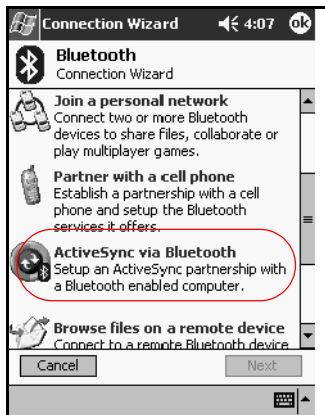 Connection Wizard 4:07 ok
Bluetooth
Connection Wizard
Join a personal network
Connect two or more Bluetooth
devices to share files, collaborate or
play multiplayer games.
Partner with a cell phone
Establish a partnership with a cell
phone and setup the Bluetooth
services it offers.
ActiveSync via Bluetooth
Setup an ActiveSync partnership with
a Bluetooth enabled computer.
Browse files on a remote device
Connect to a remote Bluetooth device
Cancel Next